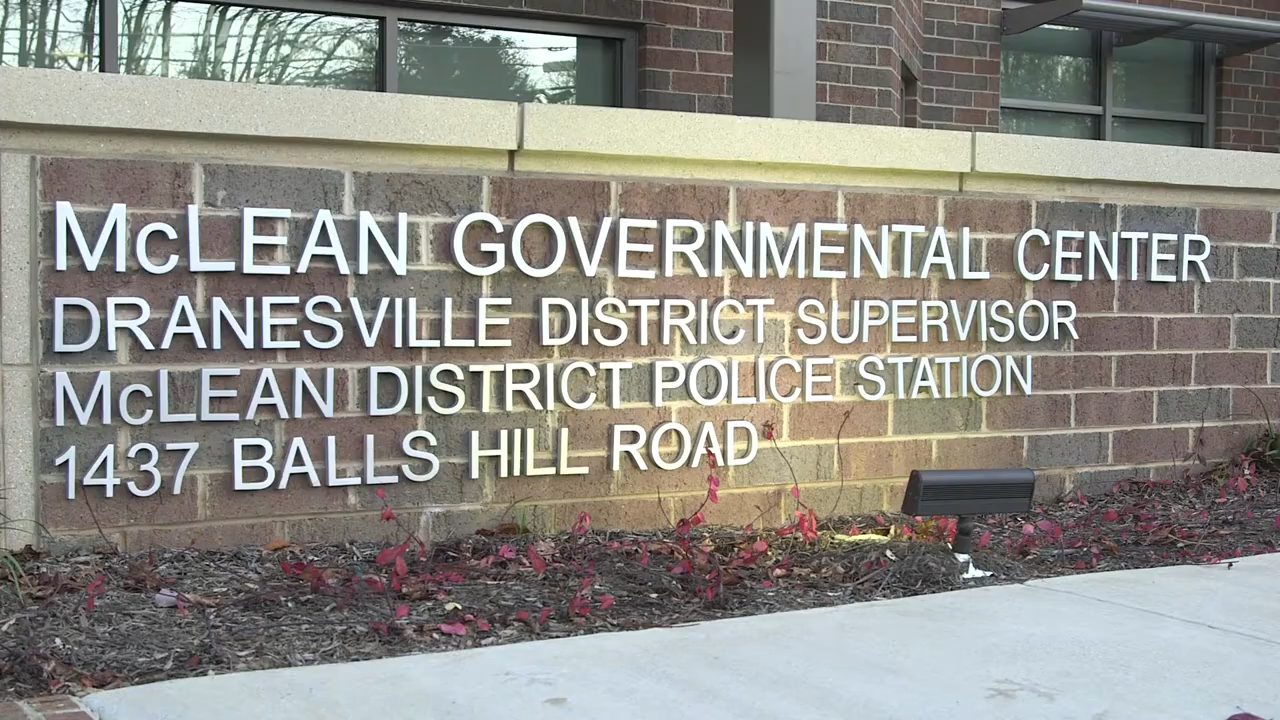 McLEAN GOVERNMENTAL CENTER
DRANESVILLE DISTRICT SUPERVISOR
McLEAN DISTRICT POLICE STATION
1437 BALLS HILL ROAD